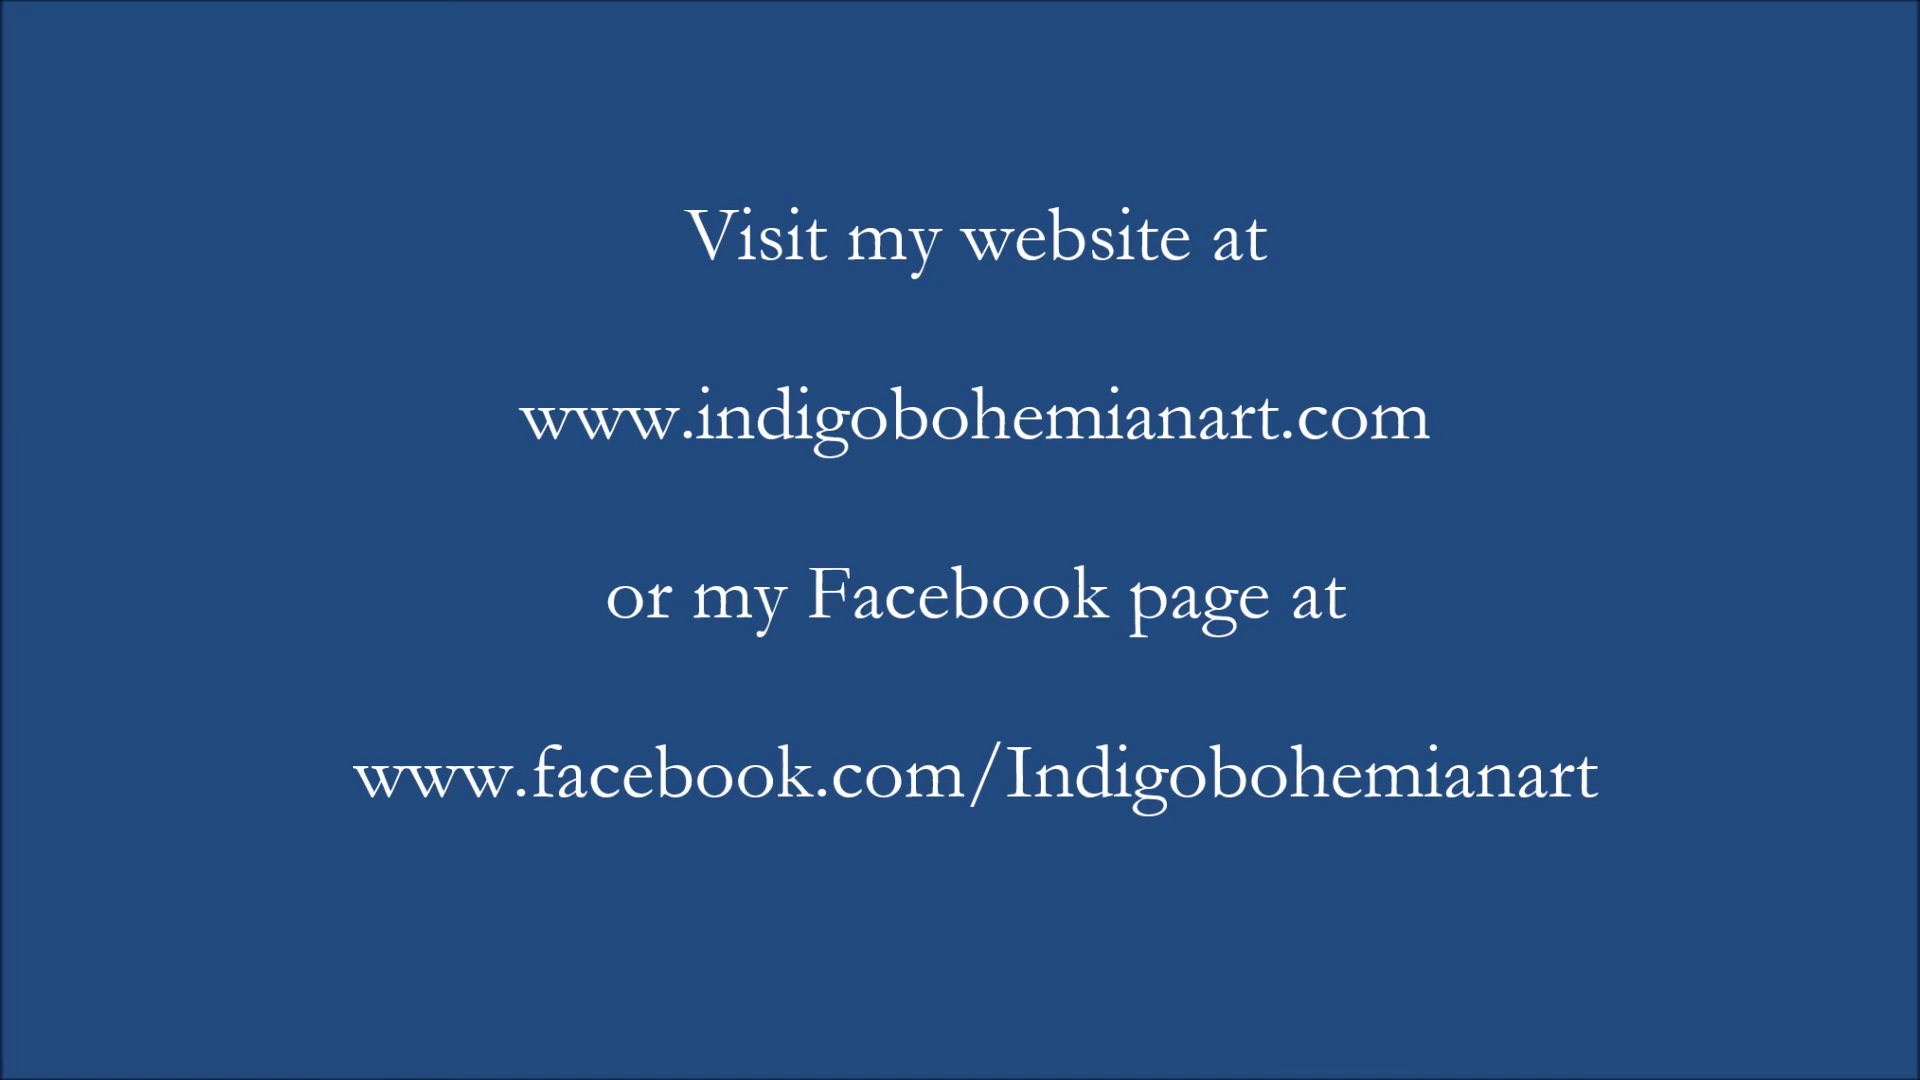 Visit my website at
www.indigobohemianart.com
or my Facebook page at
www.facebook.com/Indigobohemianart